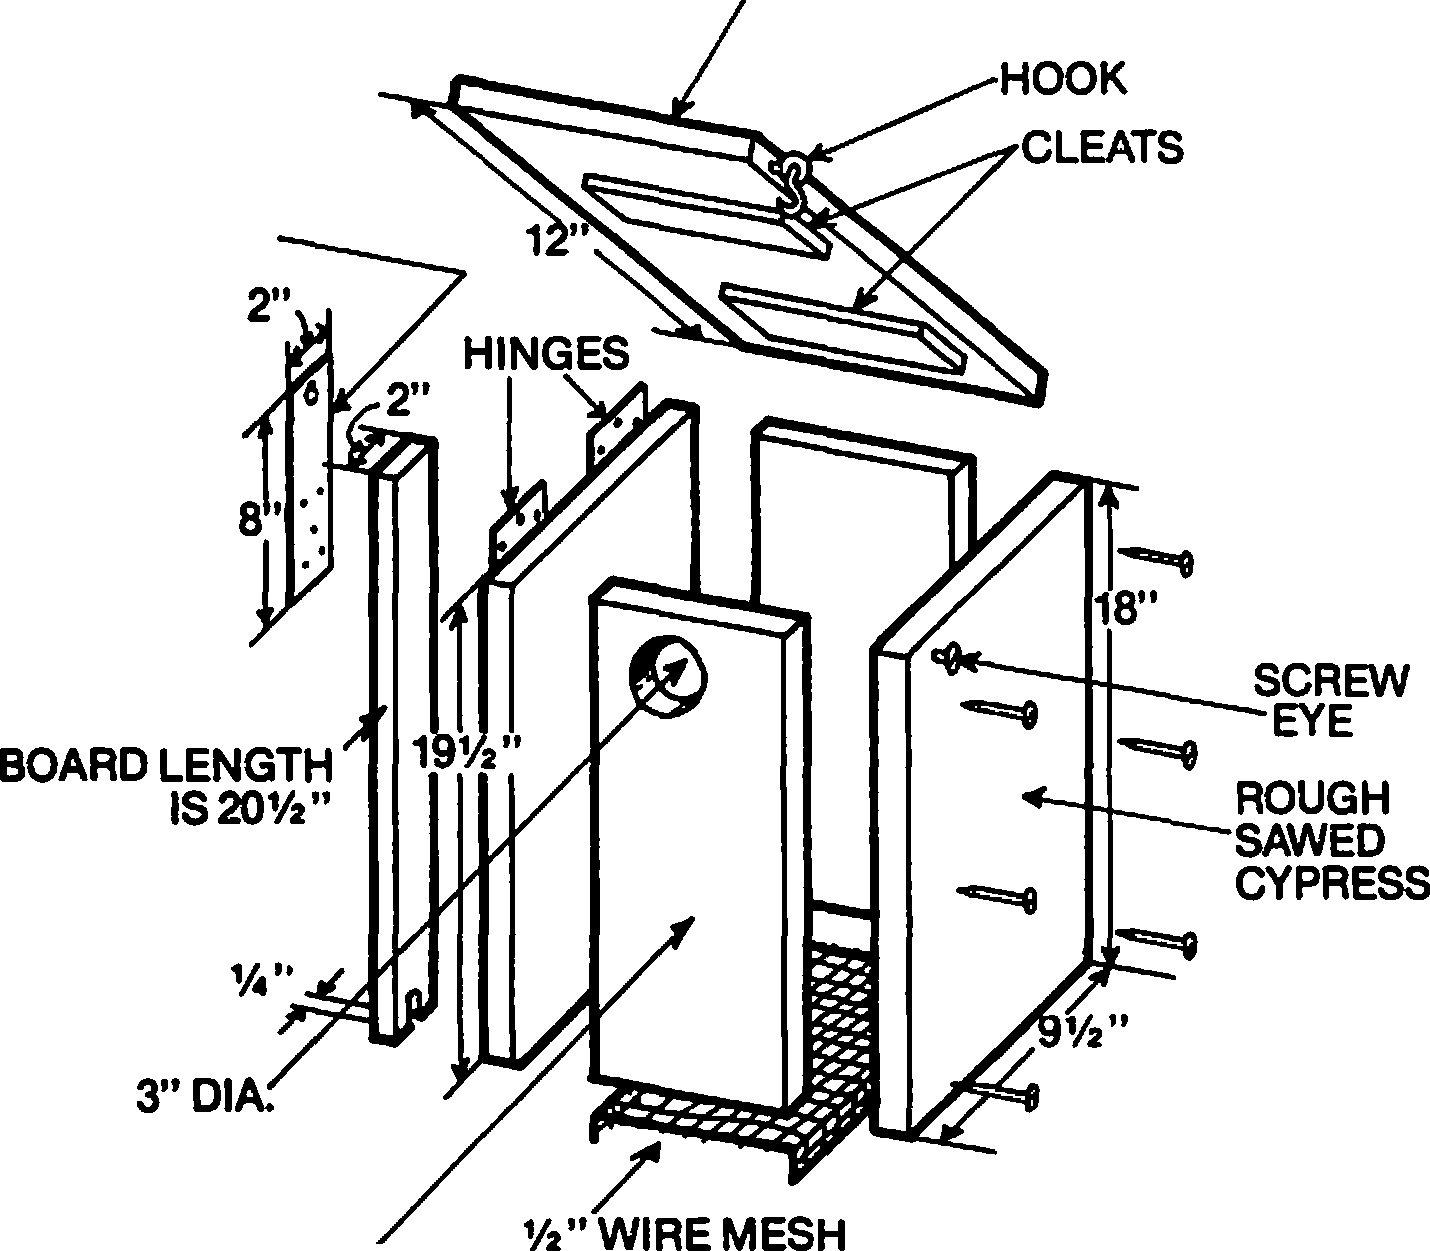 HOOK
CLEATS
12"
2"
HINGES
2"
8"
18"
SCREW
EYE
19½"
BOARD LENGTH
IS 20½"
ROUGH
SAWED
CYPRESS
¼"
9½"
3" DIA.
½" WIRE MESH